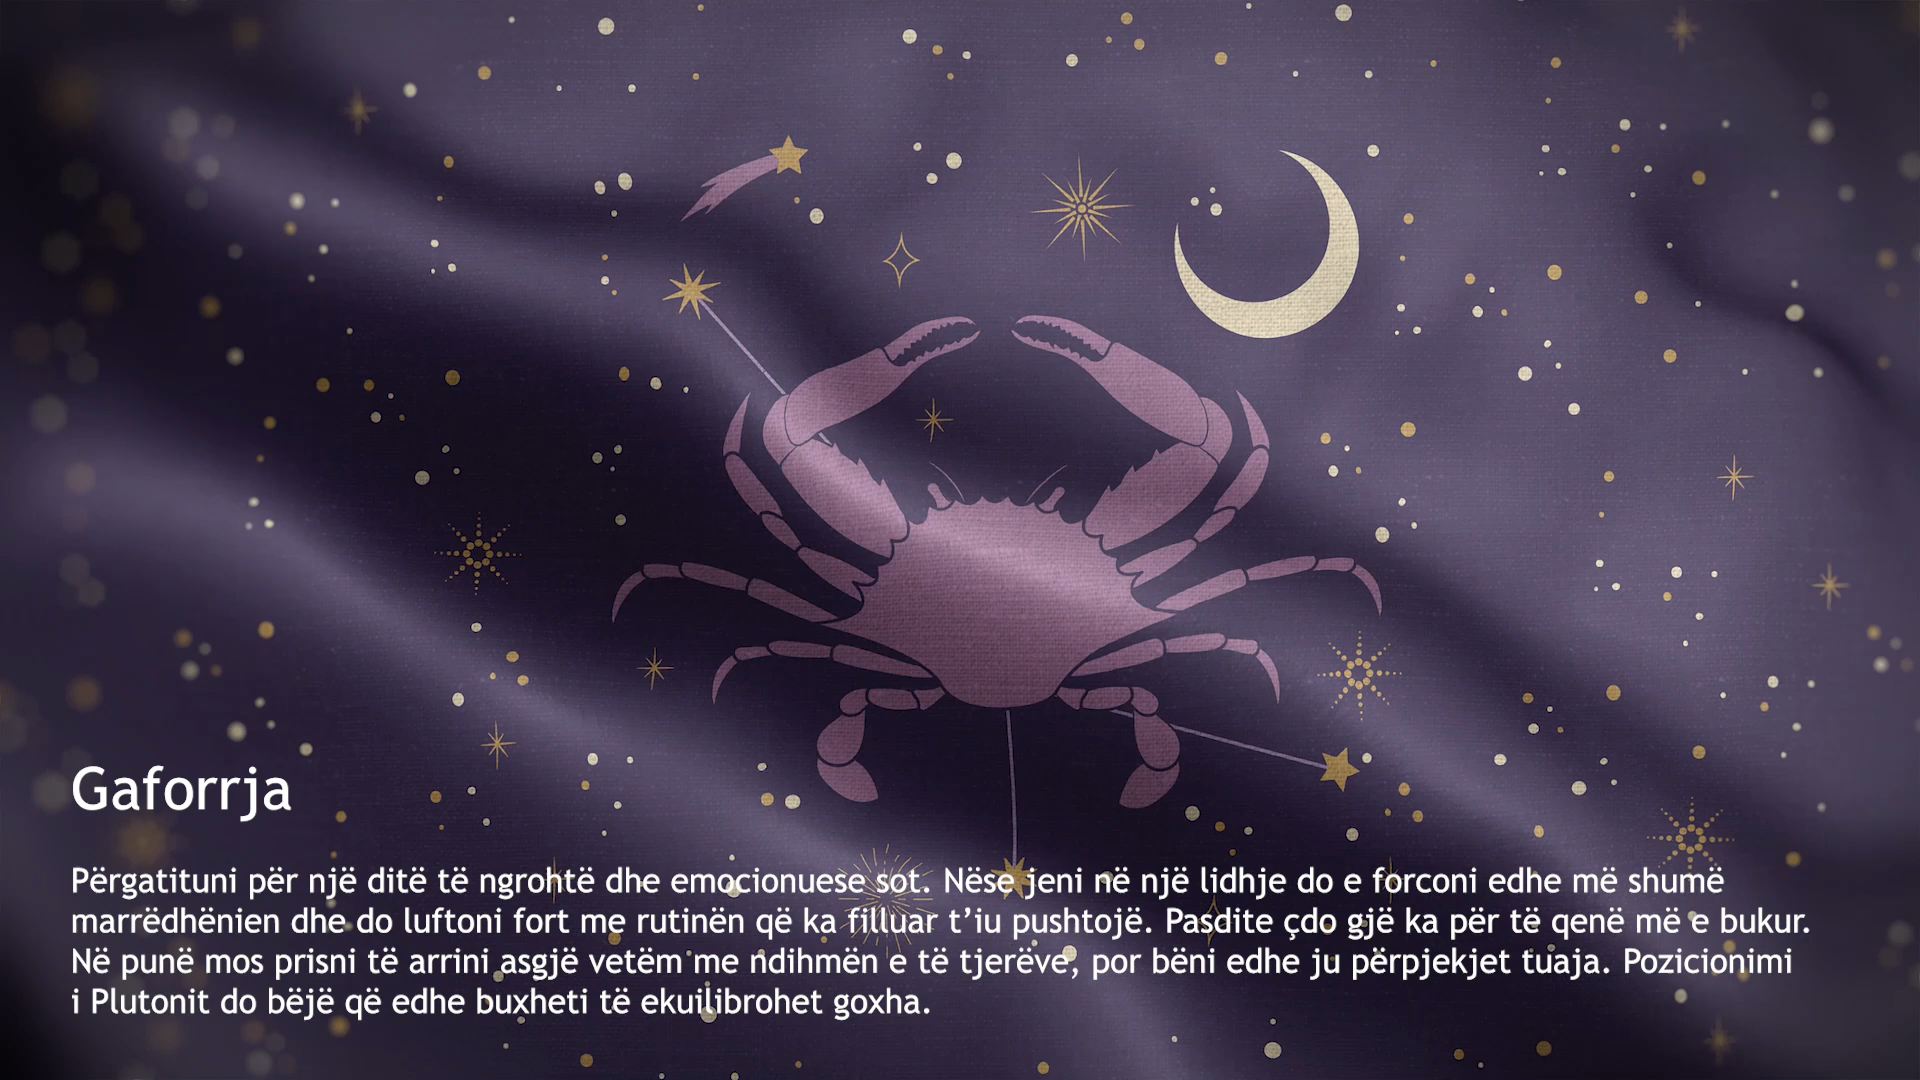 Gaforrja
Përgatituni për një ditë të ngrohtë dhe emocionuese sot. Nëse jeni në një lidhje do e forconi edhe më shumë
marrëdhënien dhe do luftoni fort me rutinën që ka filluar t’iu pushtojë. Pasdite çdo gjë ka për të qenë më e bukur.
Në punë mos prisni të arrini asgjë vetëm me ndihmën e të tjerëve, por bëni edhe ju përpjekjet tuaja. Pozicionimi
i Plutonit do bëjë që edhe buxheti të ekuilibrohet goxha.